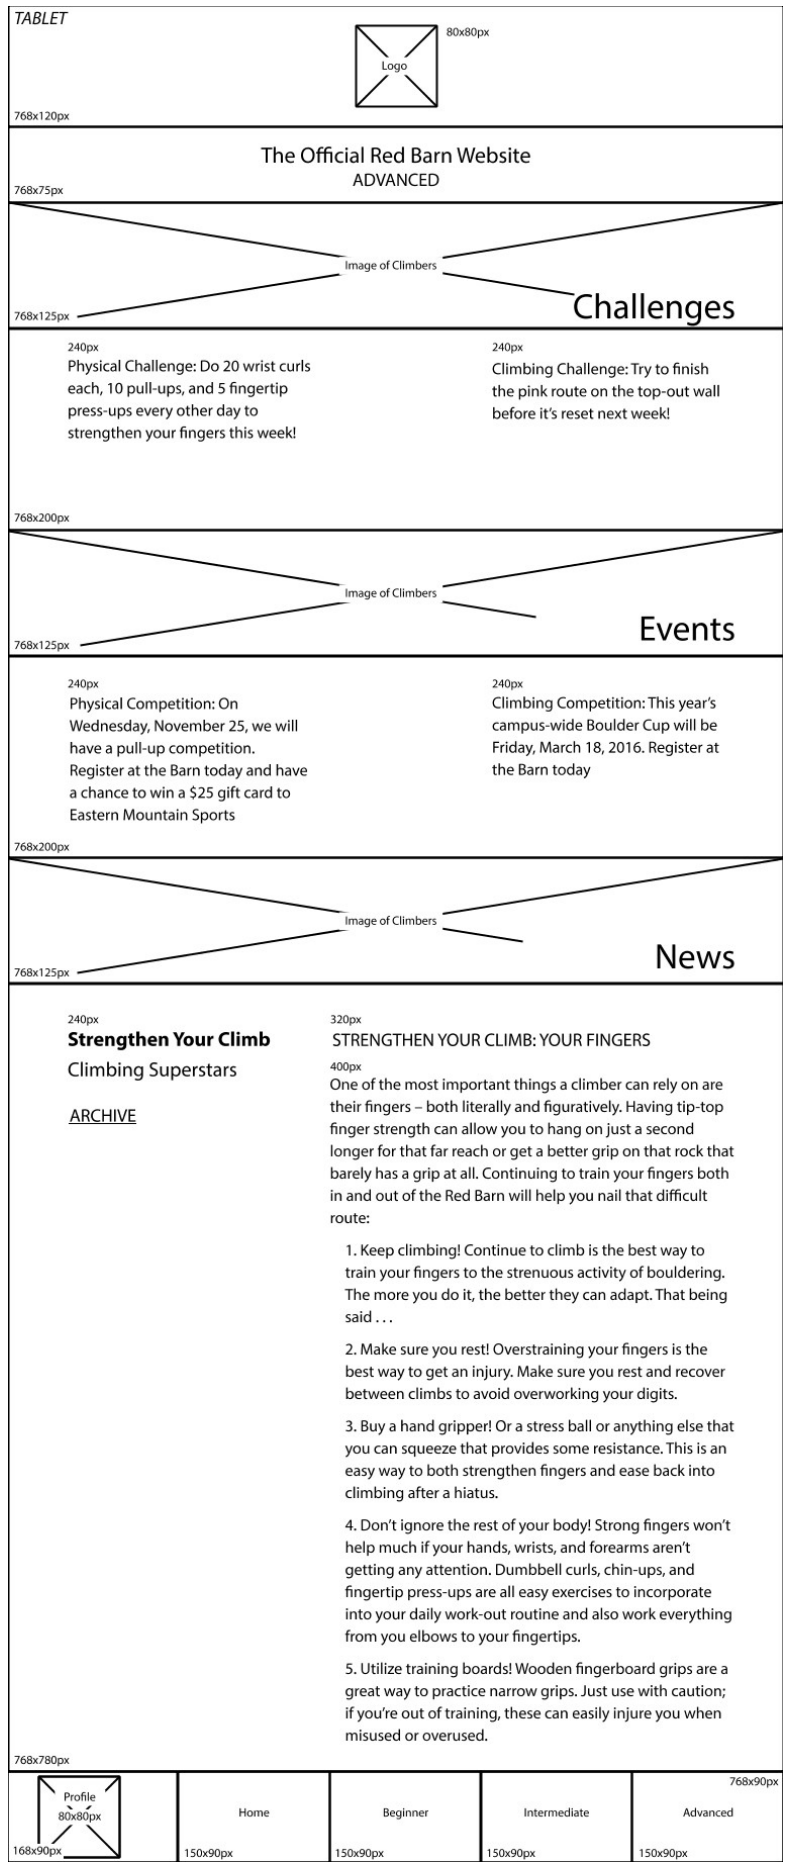 TABLET
80x80px
Logo
768x120px
The Official Red Barn Website
ADVANCED
768x75px
Image of Climbers
Challenges
768x125px
240px
Physical Challenge: Do 20 wrist curls
each, 10 pull-ups, and 5 fingertip
press-ups every other day to
strengthen your fingers this week!
240px
Climbing Challenge: Try to finish
the pink route on the top-out wall
before it's reset next week!
768x200px
Image of Climbers
Events
768x125px
240px
Physical Competition: On
Wednesday, November 25, we will
have a pull-up competition.
Register at the Barn today and have
a chance to win a $25 gift card to
Eastern Mountain Sports
240px
Climbing Competition: This year's
campus-wide Boulder Cup will be
Friday, March 18, 2016. Register at
the Barn today
768x200px
Image of Climbers
News
768x125px
240px
Strengthen Your Climb
Climbing Superstars
ARCHIVE
320px
STRENGTHEN YOUR CLIMB: YOUR FINGERS
400px
One of the most important things a climber can rely on are
their fingers – both literally and figuratively. Having tip-top
finger strength can allow you to hang on just a second
longer for that far reach or get a better grip on that rock that
barely has a grip at all. Continuing to train your fingers both
in and out of the Red Barn will help you nail that difficult
route:
1. Keep climbing! Continue to climb is the best way to
train your fingers to the strenuous activity of bouldering.
The more you do it, the better they can adapt. That being
said . . .
2. Make sure you rest! Overstraining your fingers is the
best way to get an injury. Make sure you rest and recover
between climbs to avoid overworking your digits.
3. Buy a hand gripper! Or a stress ball or anything else that
you can squeeze that provides some resistance. This is an
easy way to both strengthen fingers and ease back into
climbing after a hiatus.
4. Don't ignore the rest of your body! Strong fingers won't
help much if your hands, wrists, and forearms aren't
getting any attention. Dumbbell curls, chin-ups, and
fingertip press-ups are all easy exercises to incorporate
into your daily work-out routine and also work everything
from you elbows to your fingertips.
5. Utilize training boards! Wooden fingerboard grips are a
great way to practice narrow grips. Just use with caution;
if you're out of training, these can easily injure you when
misused or overused.
768x780px
768x90px
Profile
80x80px
168x90px
Home
150x90px
Beginner
150x90px
Intermediate
150x90px
Advanced
150x90px